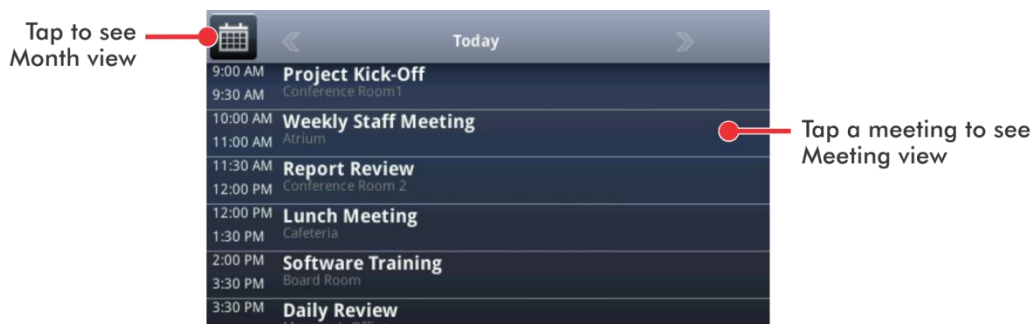 Tap to see
Month view
Today
9:00 AM Project Kick-Off
9:30 AM Conference Room1
10:00 AM Weekly Staff Meeting
11:00 AM Atrium
Tap a meeting to see
Meeting view
11:30 AM Report Review
12:00 PM Conference Room 2
12:00 PM Lunch Meeting
1:30 PM Cafeteria
2:00 PM Software Training
3:30 PM Board Room
3:30 PM Daily Review